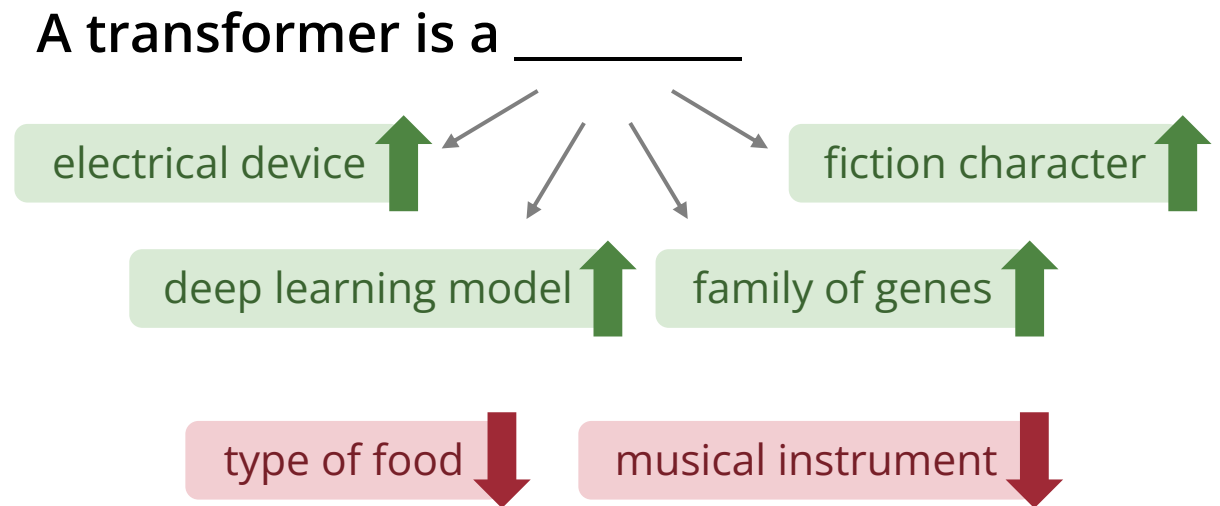 A transformer is a ________
electrical device
fiction character
deep learning model
family of genes
type of food
musical instrument